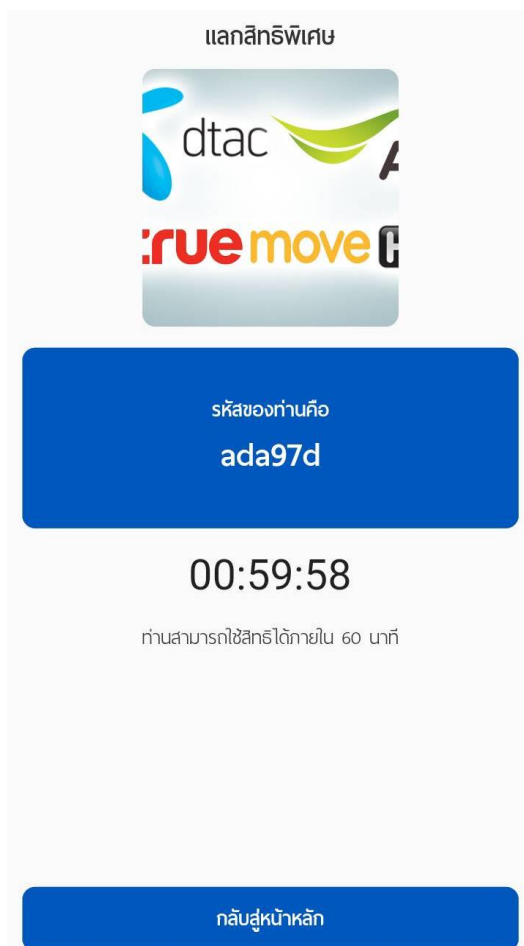 แลกสิทธิพิเศษ
dtac
true move H
รหัสของท่านคือ
ada97d
00:59:58
ท่านสามารถใช้สิทธิได้ภายใน 60 นาที
กลับสู่หน้าหลัก